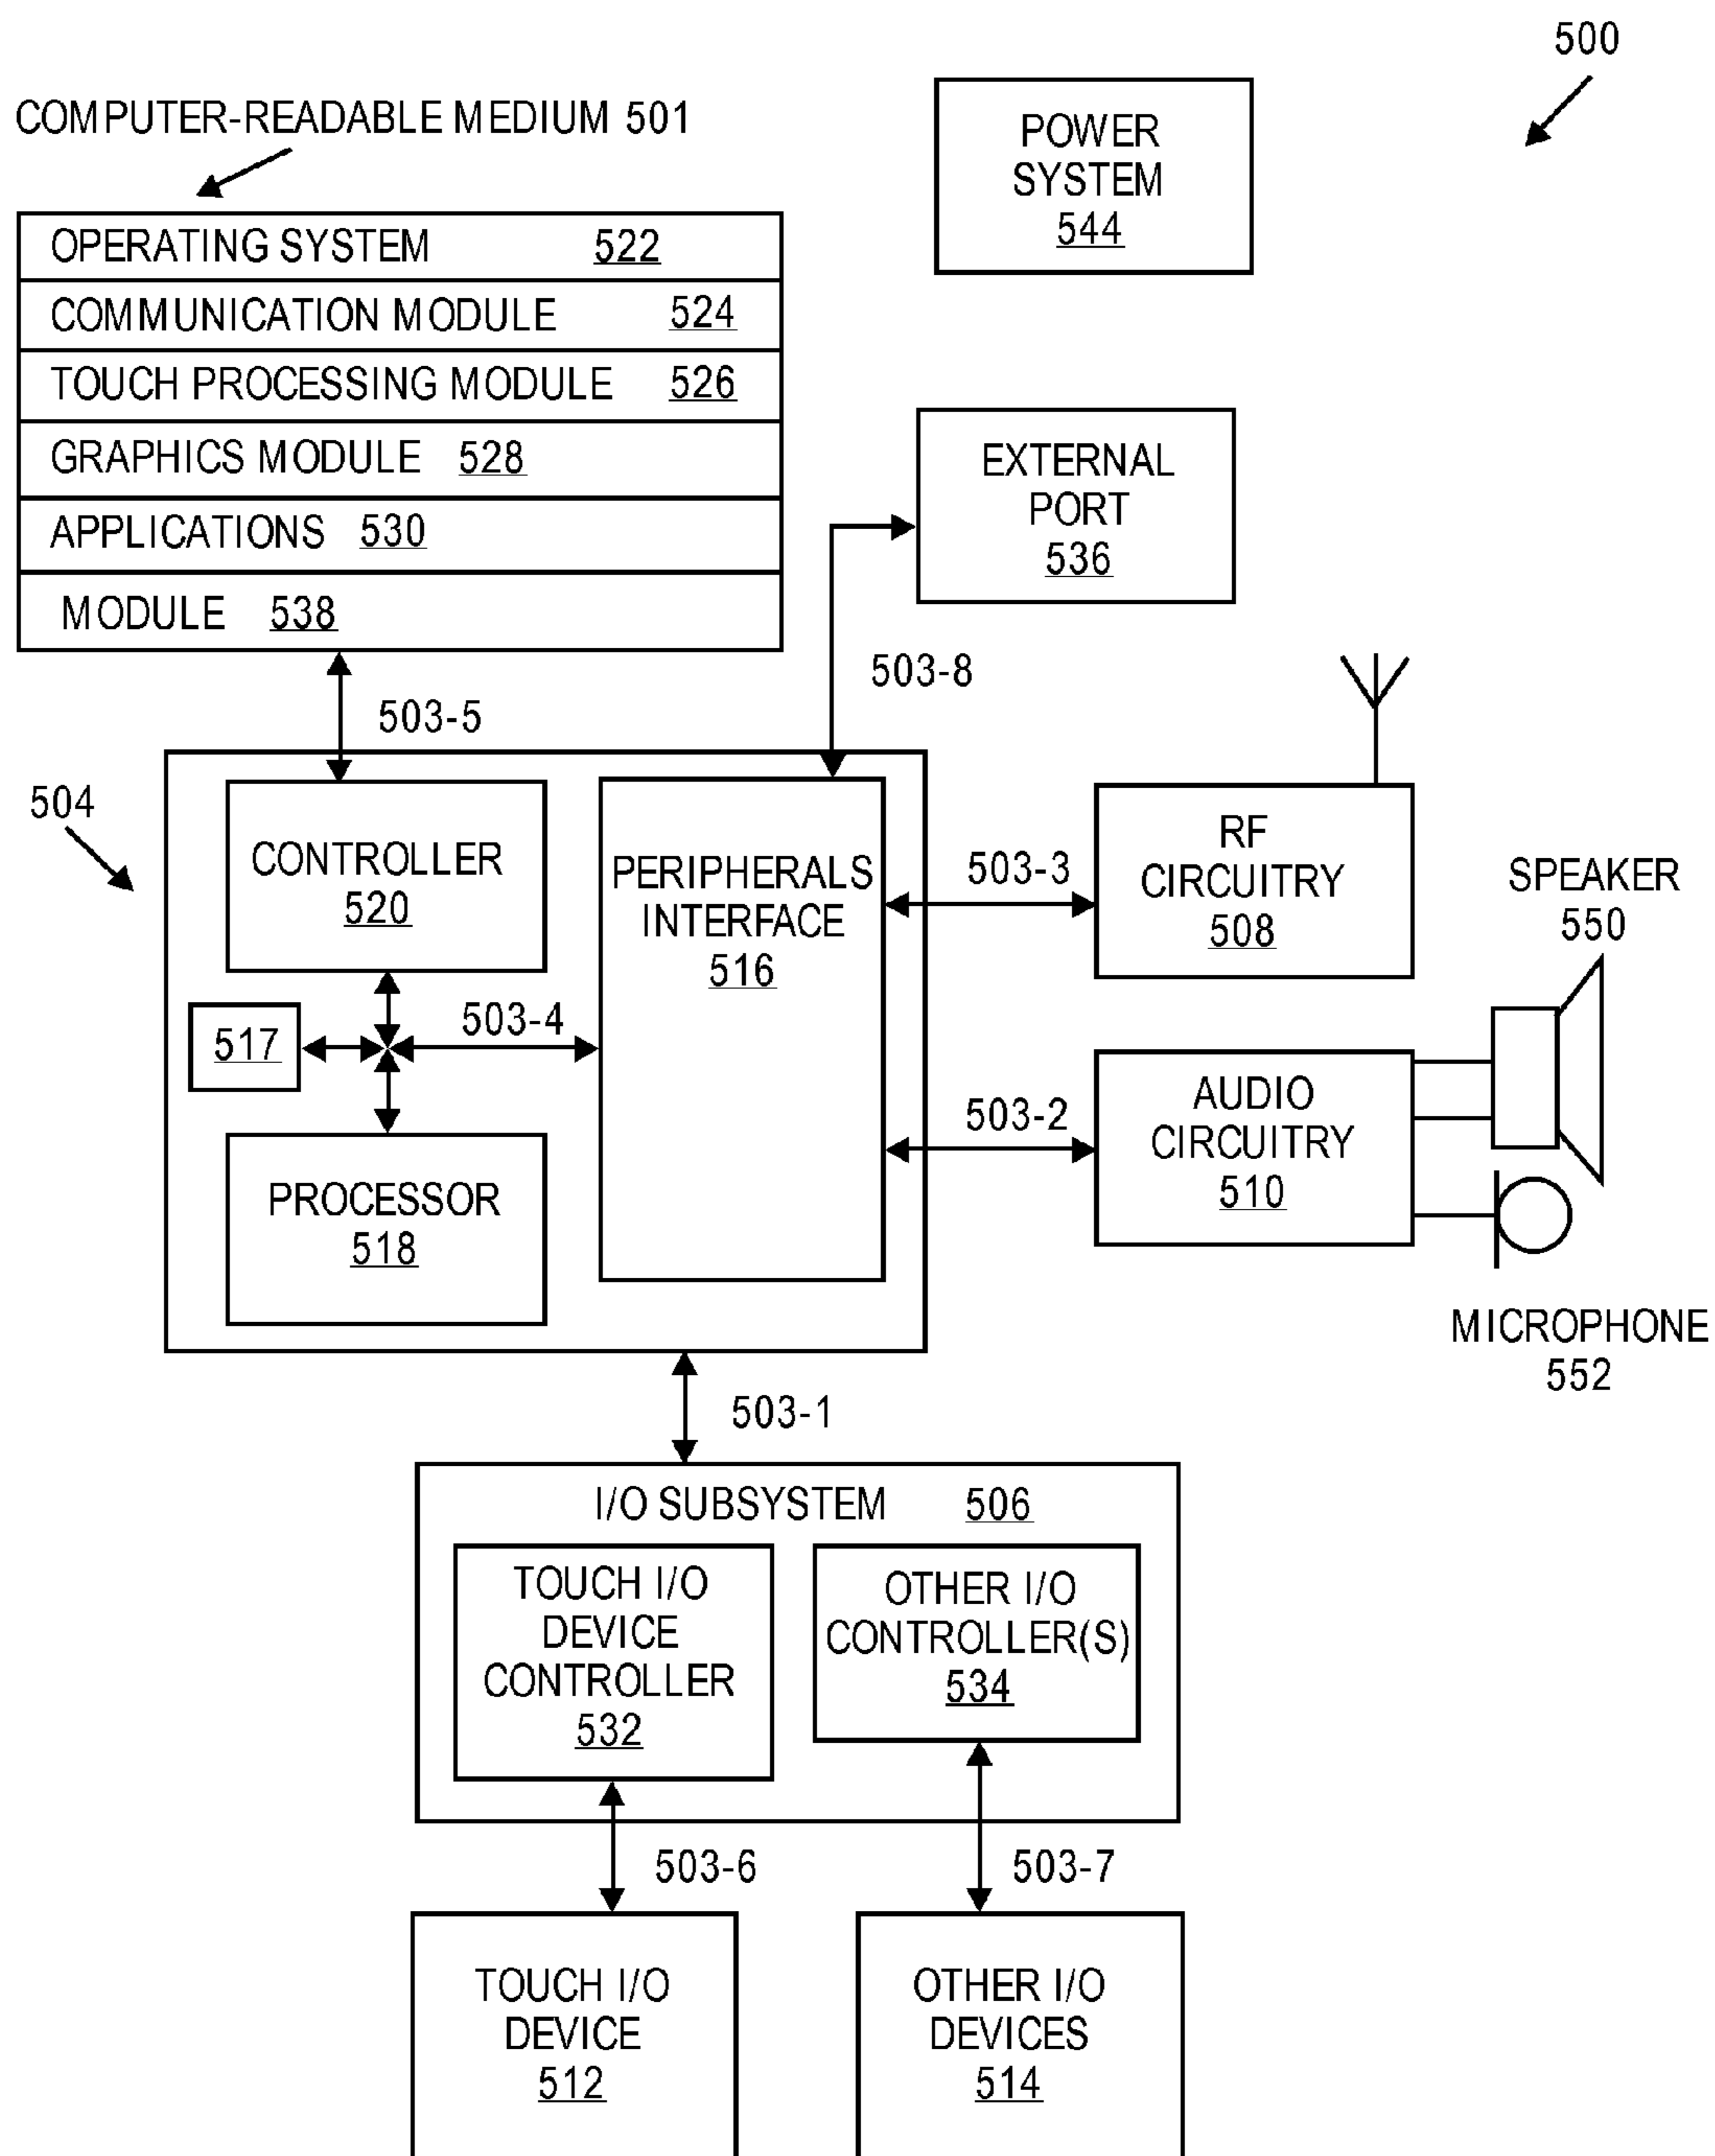 500
COMPUTER-READABLE MEDIUM 501
POWER
SYSTEM
544
OPERATING SYSTEM 522
COMMUNICATION MODULE 524
TOUCH PROCESSING MODULE 526
GRAPHICS MODULE 528
APPLICATIONS 530
MODULE 538
EXTERNAL
PORT
536
503-8
503-5
504
CONTROLLER
520
PERIPHERALS
INTERFACE
516
503-3
RF
CIRCUITRY
508
SPEAKER
550
517
503-4
503-2
AUDIO
CIRCUITRY
510
PROCESSOR
518
MICROPHONE
552
503-1
I/O SUBSYSTEM 506
TOUCH I/O
DEVICE
CONTROLLER
532
OTHER I/O
CONTROLLER(S)
534
503-6
503-7
TOUCH I/O
DEVICE
512
OTHER I/O
DEVICES
514